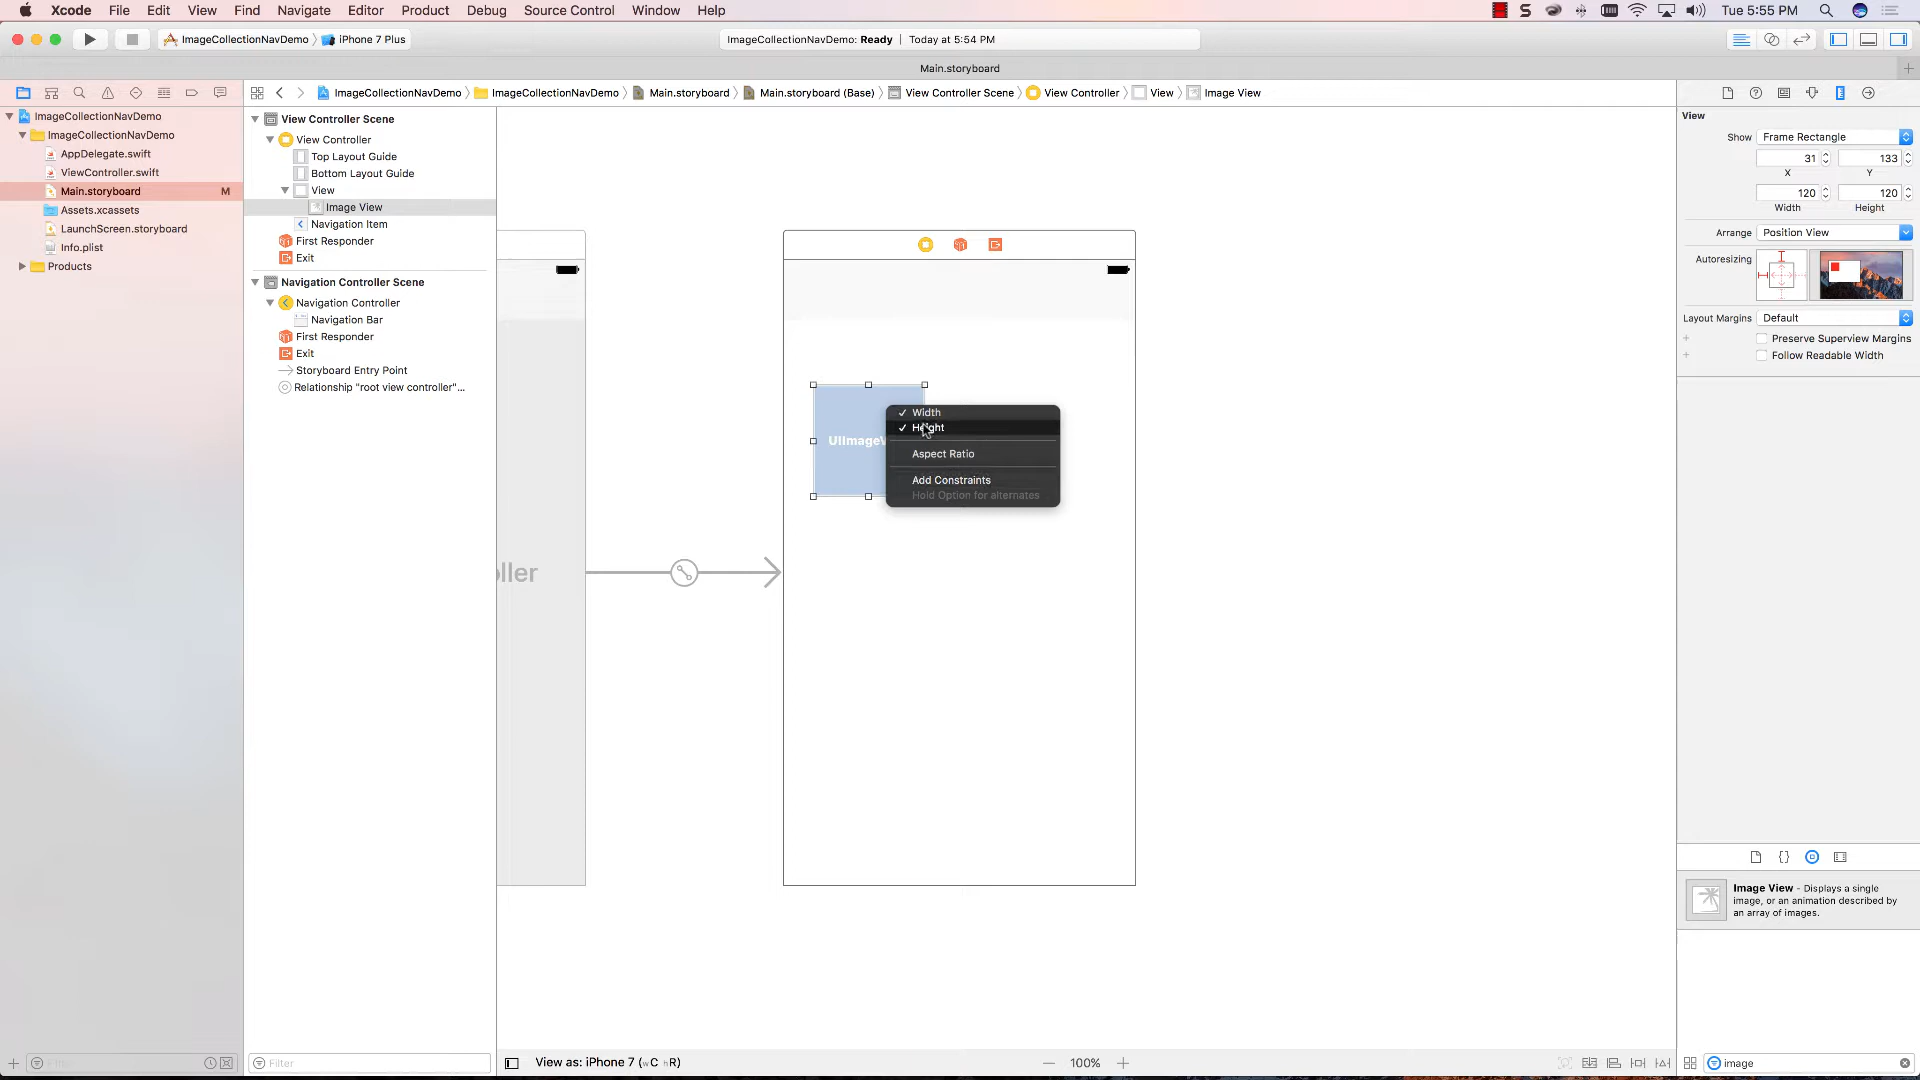 Xcode File Edit View Find Navigate Editor Product Debug Source Control Window Help Tue 5:55 PM
ImageCollectionNavDemo iPhone 7 Plus
ImageCollectionNavDemo: Ready Today at 5:54 PM
Main.storyboard
ImageCollectionNavDemo ImageCollectionNavDemo Main.storyboard Main.storyboard (Base) View Controller Scene View Controller View Image View
ImageCollectionNavDemo
ImageCollectionNavDemo
AppDelegate.swift
ViewController.swift
Main.storyboard M
Assets.xcassets
LaunchScreen.storyboard
Info.plist
Products
View Controller Scene
View Controller
Top Layout Guide
Bottom Layout Guide
View
Image View
Navigation Item
First Responder
Exit
Navigation Controller Scene
Navigation Controller
Navigation Bar
First Responder
Exit
Storyboard Entry Point
Relationship "root view controller"...
oller
UIImageV
Width
Height
Aspect Ratio
Add Constraints
Hold Option for alternates
View
Show Frame Rectangle
31 133
X Y
120 120
Width Height
Arrange Position View
Autoresizing
Layout Margins Default
Preserve Superview Margins
Follow Readable Width
Image View - Displays a single
image, or an animation described by
an array of images.
Filter
View as: iPhone 7 (wC hR)
100%
image